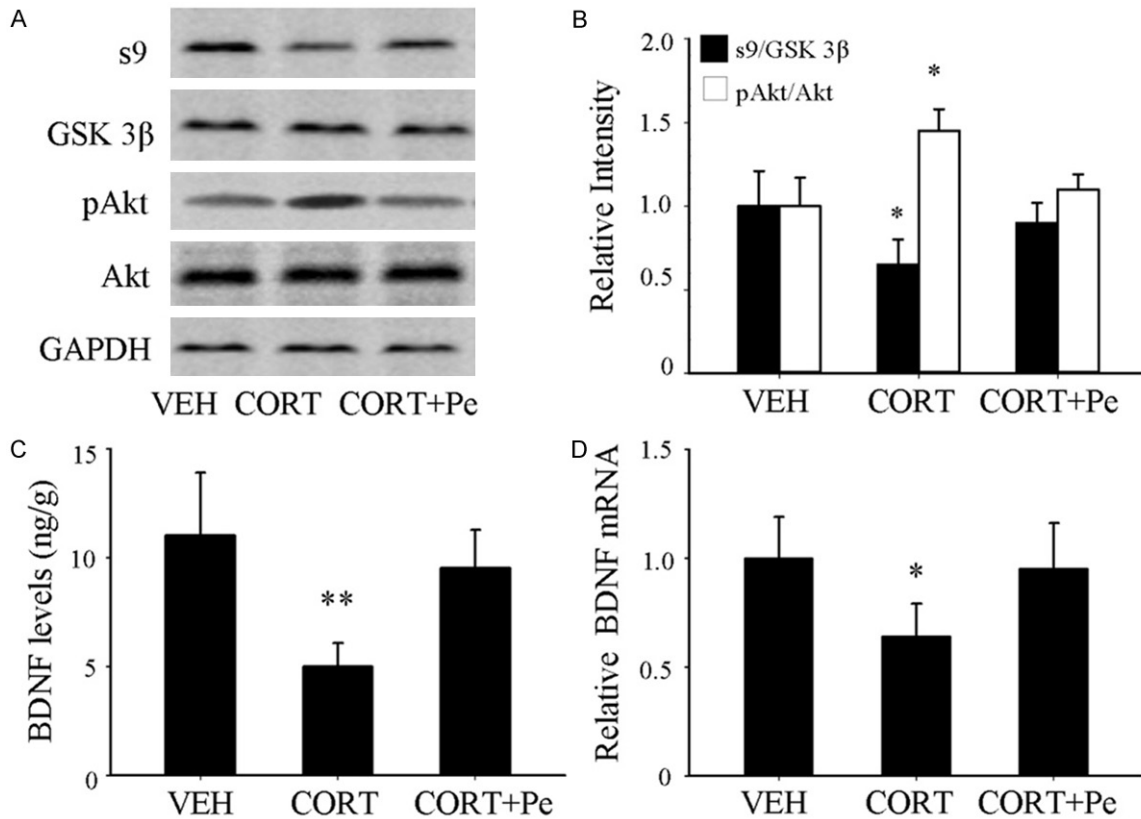 A
s9
GSK 3β
pAkt
Akt
GAPDH
VEH CORT CORT+Pe
B
s9/GSK 3β
pAkt/Akt
Relative Intensity
2.0
1.5
1.0
0.5
0
*
*
VEH CORT CORT+Pe
C
BDNF levels (ng/g)
15
10
5
0
**
VEH CORT CORT+Pe
D
Relative BDNF mRNA
1.5
1.0
0.5
0
*
VEH CORT CORT+Pe